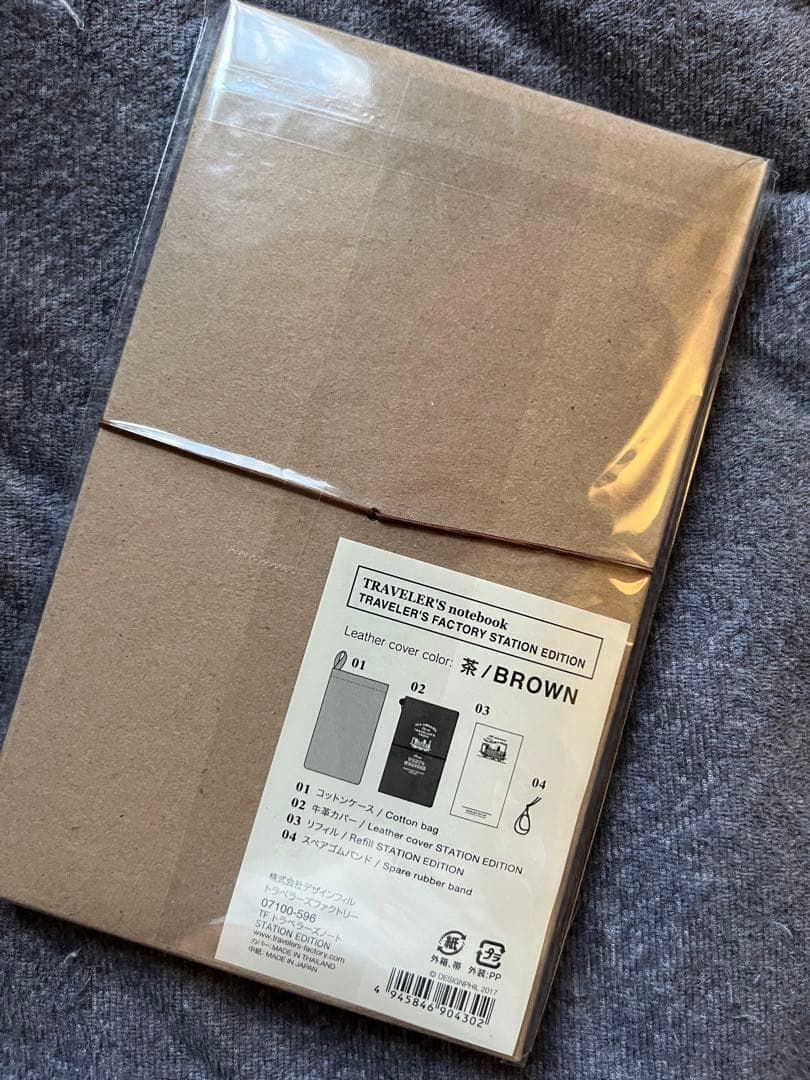 TRAVELER'S notebook
TRAVELER'S FACTORY STATION EDITION
Leather cover color: 茶/BROWN
01
02
03
04
01 コットンケース / Cotton bag
02 牛革カバー / Leather cover STATION EDITION
03 リフィル / Refill STATION EDITION
04 スペアゴムバンド / Spare rubber band
株式会社デザインフィル
トラベラーズファクトリー
07100-596
TF トラベラーズノート
STATION EDITION
www.travelers-factory.com
カバー: MADE IN THAILAND
中紙: MADE IN JAPAN
紙
外箱、帯
プラ
外装:PP
© DESIGNPHIL 2017
4 945846 904302